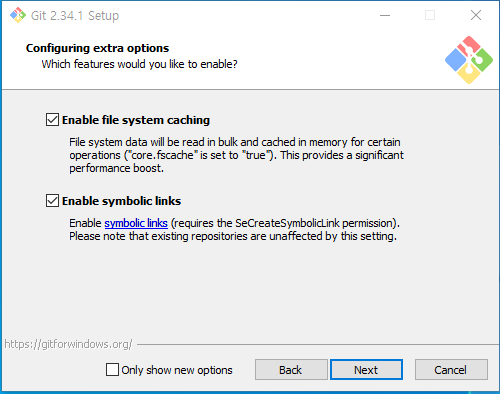 Git 2.34.1 Setup
Configuring extra options
Which features would you like to enable?
Enable file system caching
File system data will be read in bulk and cached in memory for certain
operations ("core.fscache" is set to "true"). This provides a significant
performance boost.
Enable symbolic links
Enable symbolic links (requires the SeCreateSymbolicLink permission).
Please note that existing repositories are unaffected by this setting.
https://gitforwindows.org/
Only show new options
Back
Next
Cancel